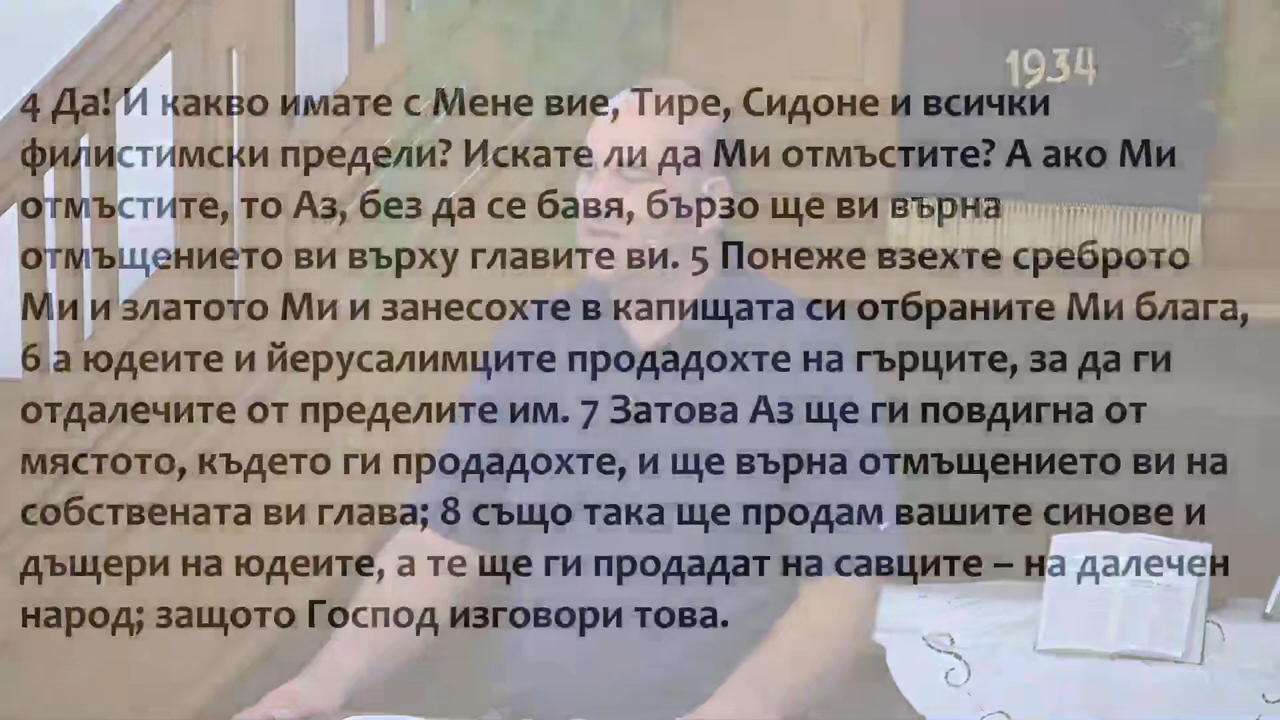 1934
4 Да! И какво имате с Мене вие, Тире, Сидоне и всички
филистимски предели? Искате ли да Ми отмъстите? А ако Ми
отмъстите, то Аз, без да се бавя, бързо ще ви върна
отмъщението ви върху главите ви. 5 Понеже взехте среброто
Ми и златото Ми и занесохте в капищата си отбраните Ми блага,
6 а юдеите и йерусалимците продадохте на гърците, за да ги
отдалечите от пределите им. 7 Затова Аз ще ги повдигна от
мястото, където ги продадохте, и ще върна отмъщението ви на
собствената ви глава; 8 също така ще продам вашите синове и
дъщери на юдеите, а те ще ги продадат на савците – на далечен
народ; защото Господ изговори това.